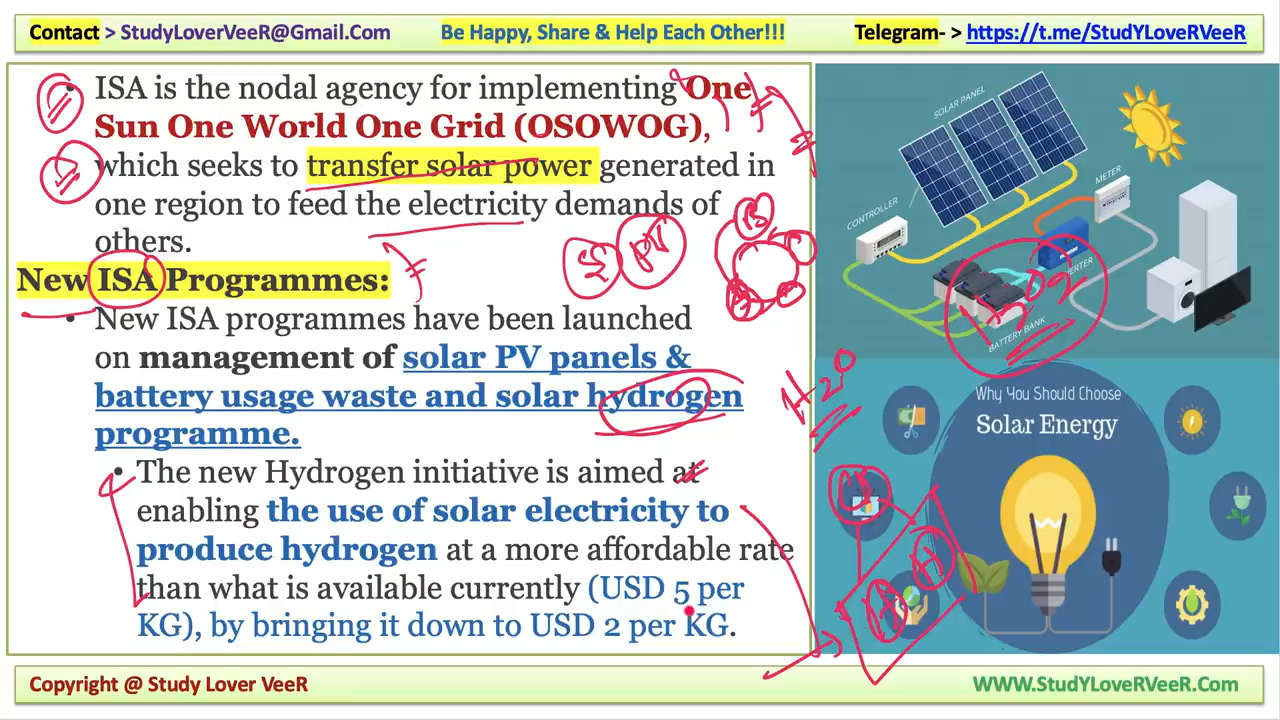 Contact > StudyLoverVeeR@Gmail.Com
Be Happy, Share & Help Each Other!!!
Telegram- > https://t.me/StudYLoveRVeeR
• ISA is the nodal agency for implementing One
Sun One World One Grid (OSOWOG),
which seeks to transfer solar power generated in
one region to feed the electricity demands of
others.
New ISA Programmes:
• New ISA programmes have been launched
on management of solar PV panels &
battery usage waste and solar hydrogen
programme.
• The new Hydrogen initiative is aimed at
enabling the use of solar electricity to
produce hydrogen at a more affordable rate
than what is available currently (USD 5 per
KG), by bringing it down to USD 2 per KG.
PV
H2O
SOLAR PANEL
METER
CONTROLLER
BATTERY BANK
Why You Should Choose
Solar Energy
Copyright @ Study Lover VeeR
WWW.StudYLoveRVeeR.Com